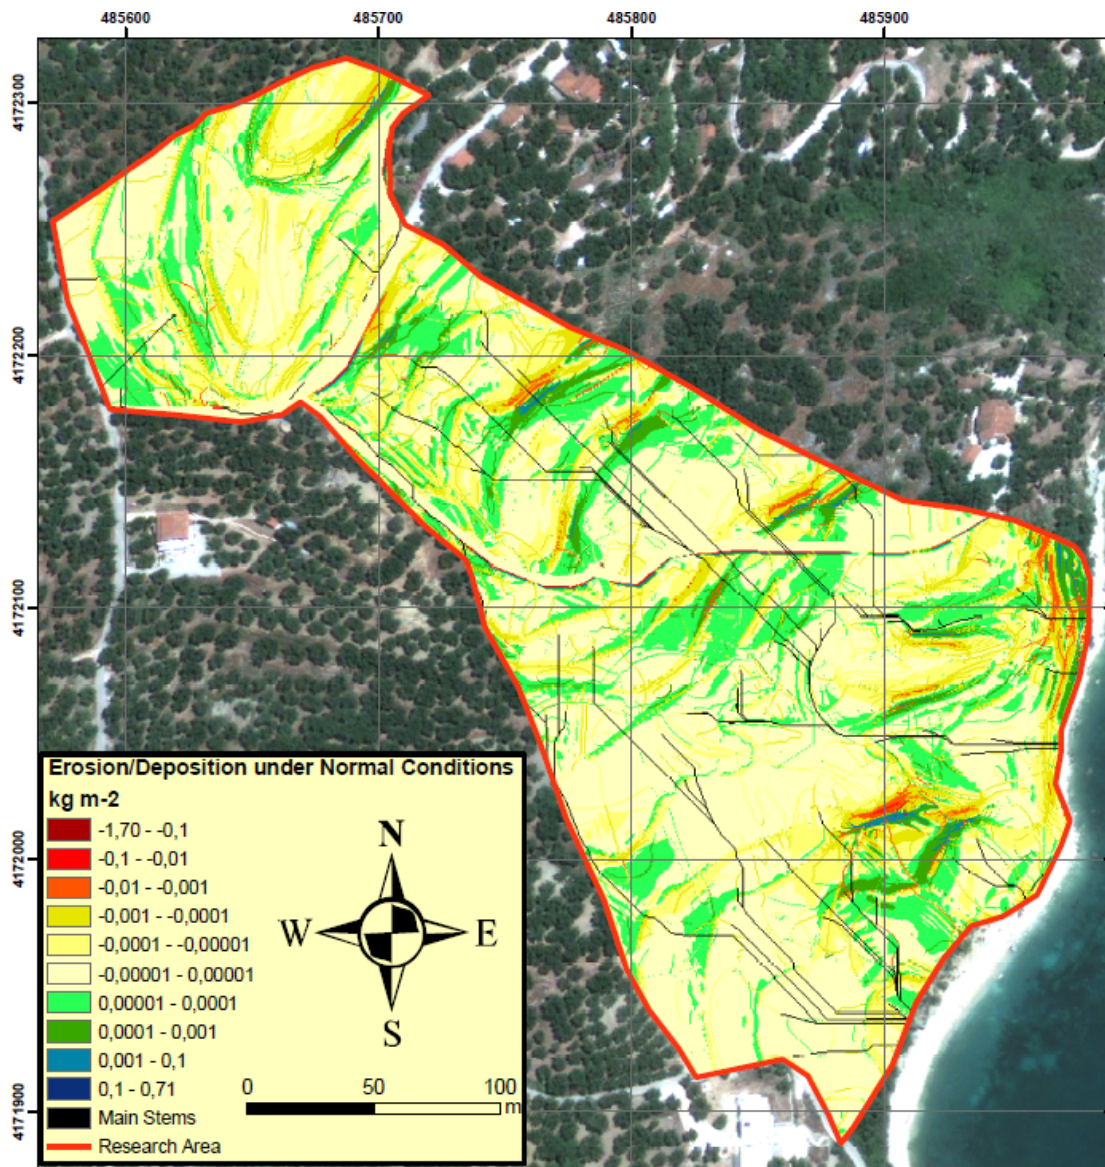 485600 485700 485800 485900
4172300
4172200
4172100
4172000
4171900
Erosion/Deposition under Normal Conditions
kg m-2
-1,70 - -0,1
-0,1 - -0,01
-0,01 - -0,001
-0,001 - -0,0001
-0,0001 - -0,00001
-0,00001 - 0,00001
0,00001 - 0,0001
0,0001 - 0,001
0,001 - 0,1
0,1 - 0,71
Main Stems
Research Area
N
W E
S
0 50 100
m